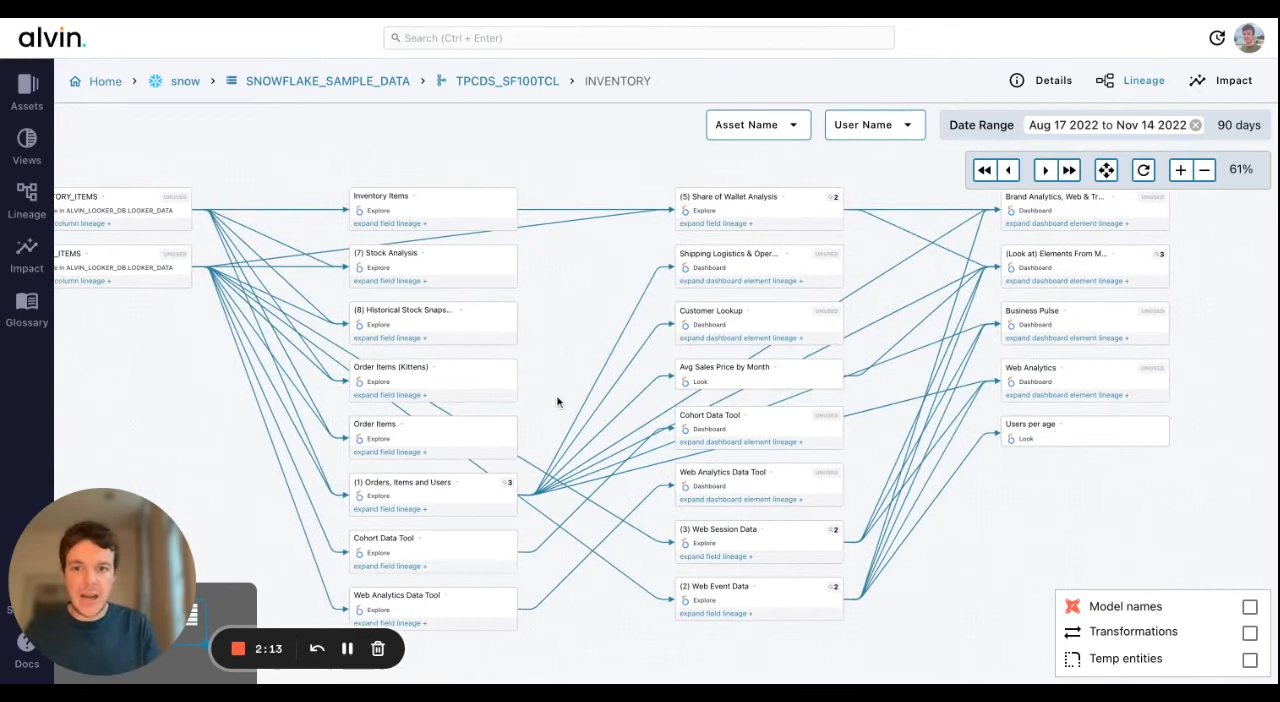 alvin.
Search (Ctrl + Enter)
Home
snow
SNOWFLAKE_SAMPLE_DATA
TPCDS_SF100TCL
INVENTORY
Details
Lineage
Impact
Assets
Views
Lineage
Impact
Glossary
Docs
Asset Name
User Name
Date Range
Aug 17 2022 to Nov 14 2022
90 days
61%
ORY_ITEMS
UNUSED
e in ALVIN_LOOKER_DB.LOOKER_DATA
column lineage +
_ITEMS
UNUSED
e in ALVIN_LOOKER_DB.LOOKER_DATA
column lineage +
Inventory Items
Explore
expand field lineage +
(7) Stock Analysis
Explore
expand field lineage +
(8) Historical Stock Snaps...
Explore
expand field lineage +
Order Items (Kittens)
Explore
expand field lineage +
Order Items
Explore
expand field lineage +
(1) Orders, Items and Users
3
Explore
expand field lineage +
Cohort Data Tool
Explore
expand field lineage +
Web Analytics Data Tool
Explore
expand field lineage +
(5) Share of Wallet Analysis
2
Explore
expand field lineage +
Shipping Logistics & Oper...
UNUSED
Dashboard
expand dashboard element lineage +
Customer Lookup
UNUSED
Dashboard
expand dashboard element lineage +
Avg Sales Price by Month
Look
Cohort Data Tool
UNUSED
Dashboard
expand dashboard element lineage +
Web Analytics Data Tool
UNUSED
Dashboard
expand dashboard element lineage +
(3) Web Session Data
2
Explore
expand field lineage +
(2) Web Event Data
2
Explore
expand field lineage +
Brand Analytics, Web & Tr...
UNUSED
Dashboard
expand dashboard element lineage +
(Look at) Elements From M...
3
Dashboard
expand dashboard element lineage +
Business Pulse
UNUSED
Dashboard
expand dashboard element lineage +
Web Analytics
UNUSED
Dashboard
expand dashboard element lineage +
Users per age
Look
Model names
Transformations
Temp entities
2:13